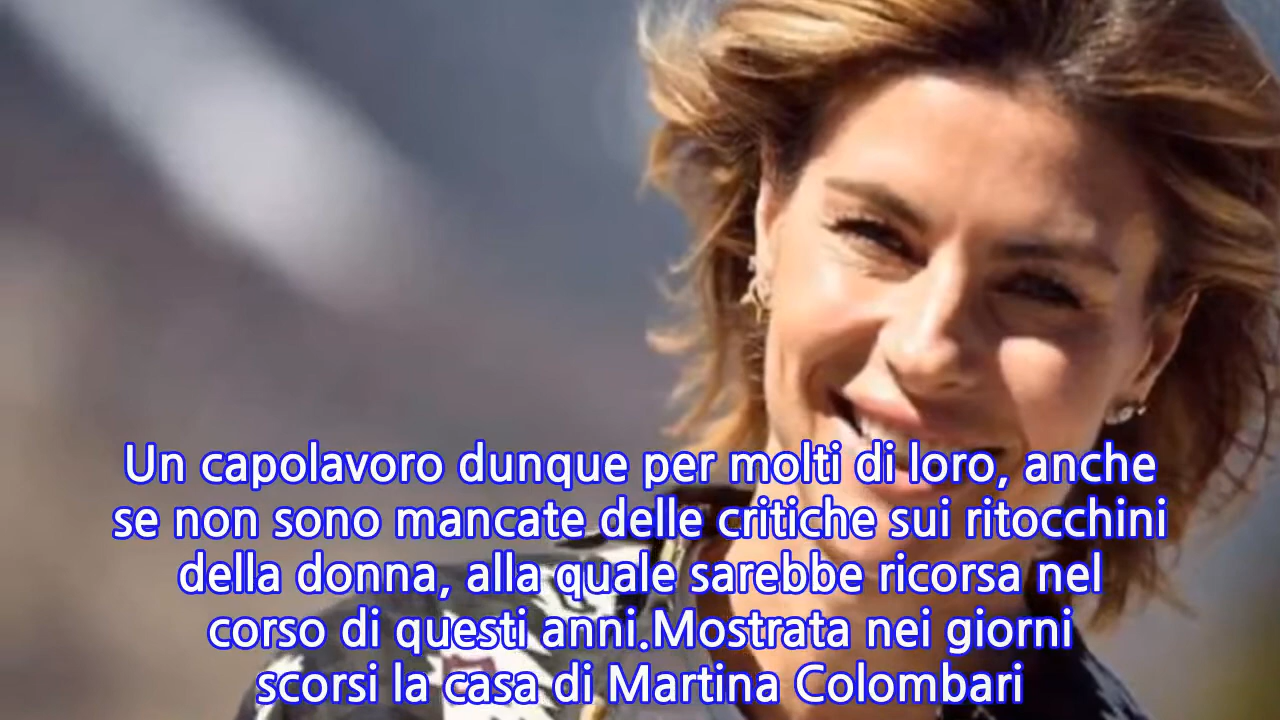 Un capolavoro dunque per molti di loro, anche
se non sono mancate delle critiche sui ritocchini
della donna, alla quale sarebbe ricorsa nel
corso di questi anni.Mostrata nei giorni
scorsi la casa di Martina Colombari